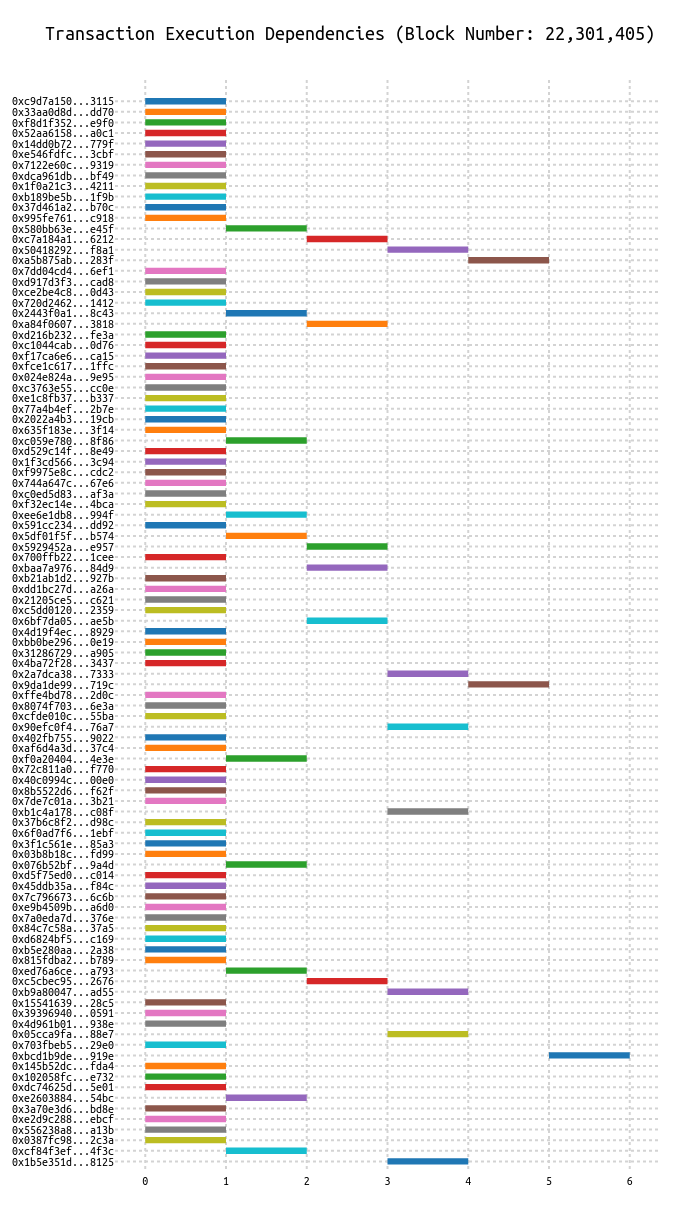 Transaction Execution Dependencies (Block Number: 22,301,405)
0xc9d7a150...3115
0x33aa0d8d...dd70
0xf8d1f352...e9f0
0x52aa6158...a0c1
0x14dd0b72...779f
0xe546fdfc...3cbf
0x7122e60c...9319
0xdca961db...bf49
0x1f0a21c3...4211
0xb189be5b...1f9b
0x37d461a2...b70c
0x995fe761...c918
0x580bb63e...e45f
0xc7a184a1...6212
0x50418292...f8a1
0xa5b875ab...283f
0x7dd04cd4...6ef1
0xd917d3f3...cad8
0xce2be4c8...0d43
0x720d2462...1412
0x2443f0a1...8c43
0xa84f0607...3818
0xd216b232...fe3a
0xc1044cab...0d76
0xf17ca6e6...ca15
0xfce1c617...1ffc
0x024e824a...9e95
0xc3763e55...cc0e
0xe1c8fb37...b337
0x77a4b4ef...2b7e
0x2022a4b3...19cb
0x635f183e...3f14
0xc059e780...8f86
0xd529c14f...8e49
0x1f3cd566...3c94
0xf9975e8c...cdc2
0x744a647c...67e6
0xc0ed5d83...af3a
0xf32ec14e...4bca
0xee6e1db8...994f
0x591cc234...dd92
0x5df01f5f...b574
0x5929452a...e957
0x700ffb22...1cee
0xbaa7a976...84d9
0xb21ab1d2...927b
0xdd1bc27d...a26a
0x21205ce5...c621
0xc5dd0120...2359
0x6bf7da05...ae5b
0x4d19f4ec...8929
0xbb0be296...0e19
0x31286729...a905
0x4ba72f28...3437
0x2a7dca38...7333
0x9da1de99...719c
0xffe4bd78...2d0c
0x8074f703...6e3a
0xcfde010c...55ba
0x90efc0f4...76a7
0x402fb755...9022
0xaf6d4a3d...37c4
0xf0a20404...4e3e
0x72c811a0...f770
0x40c0994c...00e0
0x8b5522d6...f62f
0x7de7c01a...3b21
0xb1c4a178...c08f
0x37b6c8f2...d98c
0x6f0ad7f6...1ebf
0x3f1c561e...85a3
0x03b8b18c...fd99
0x076b52bf...9a4d
0xd5f75ed0...c014
0x45ddb35a...f84c
0x7c796673...6c6b
0xe9b4509b...a6d0
0x7a0eda7d...376e
0x84c7c58a...37a5
0xd6824bf5...c169
0xb5e280aa...2a38
0x815fdba2...b789
0xed76a6ce...a793
0xc5cbec95...2676
0xb9a80047...ad55
0x15541639...28c5
0x39396940...0591
0x4d961b01...938e
0x05cca9fa...88e7
0x703fbeb5...29e0
0xbcd1b9de...919e
0x145b52dc...fda4
0x102058fc...e732
0xdc74625d...5e01
0xe2603884...54bc
0x3a70e3d6...bd8e
0xe2d9c288...ebcf
0x556238a8...a13b
0x0387fc98...2c3a
0xcf84f3ef...4f3c
0x1b5e351d...8125
0 1 2 3 4 5 6